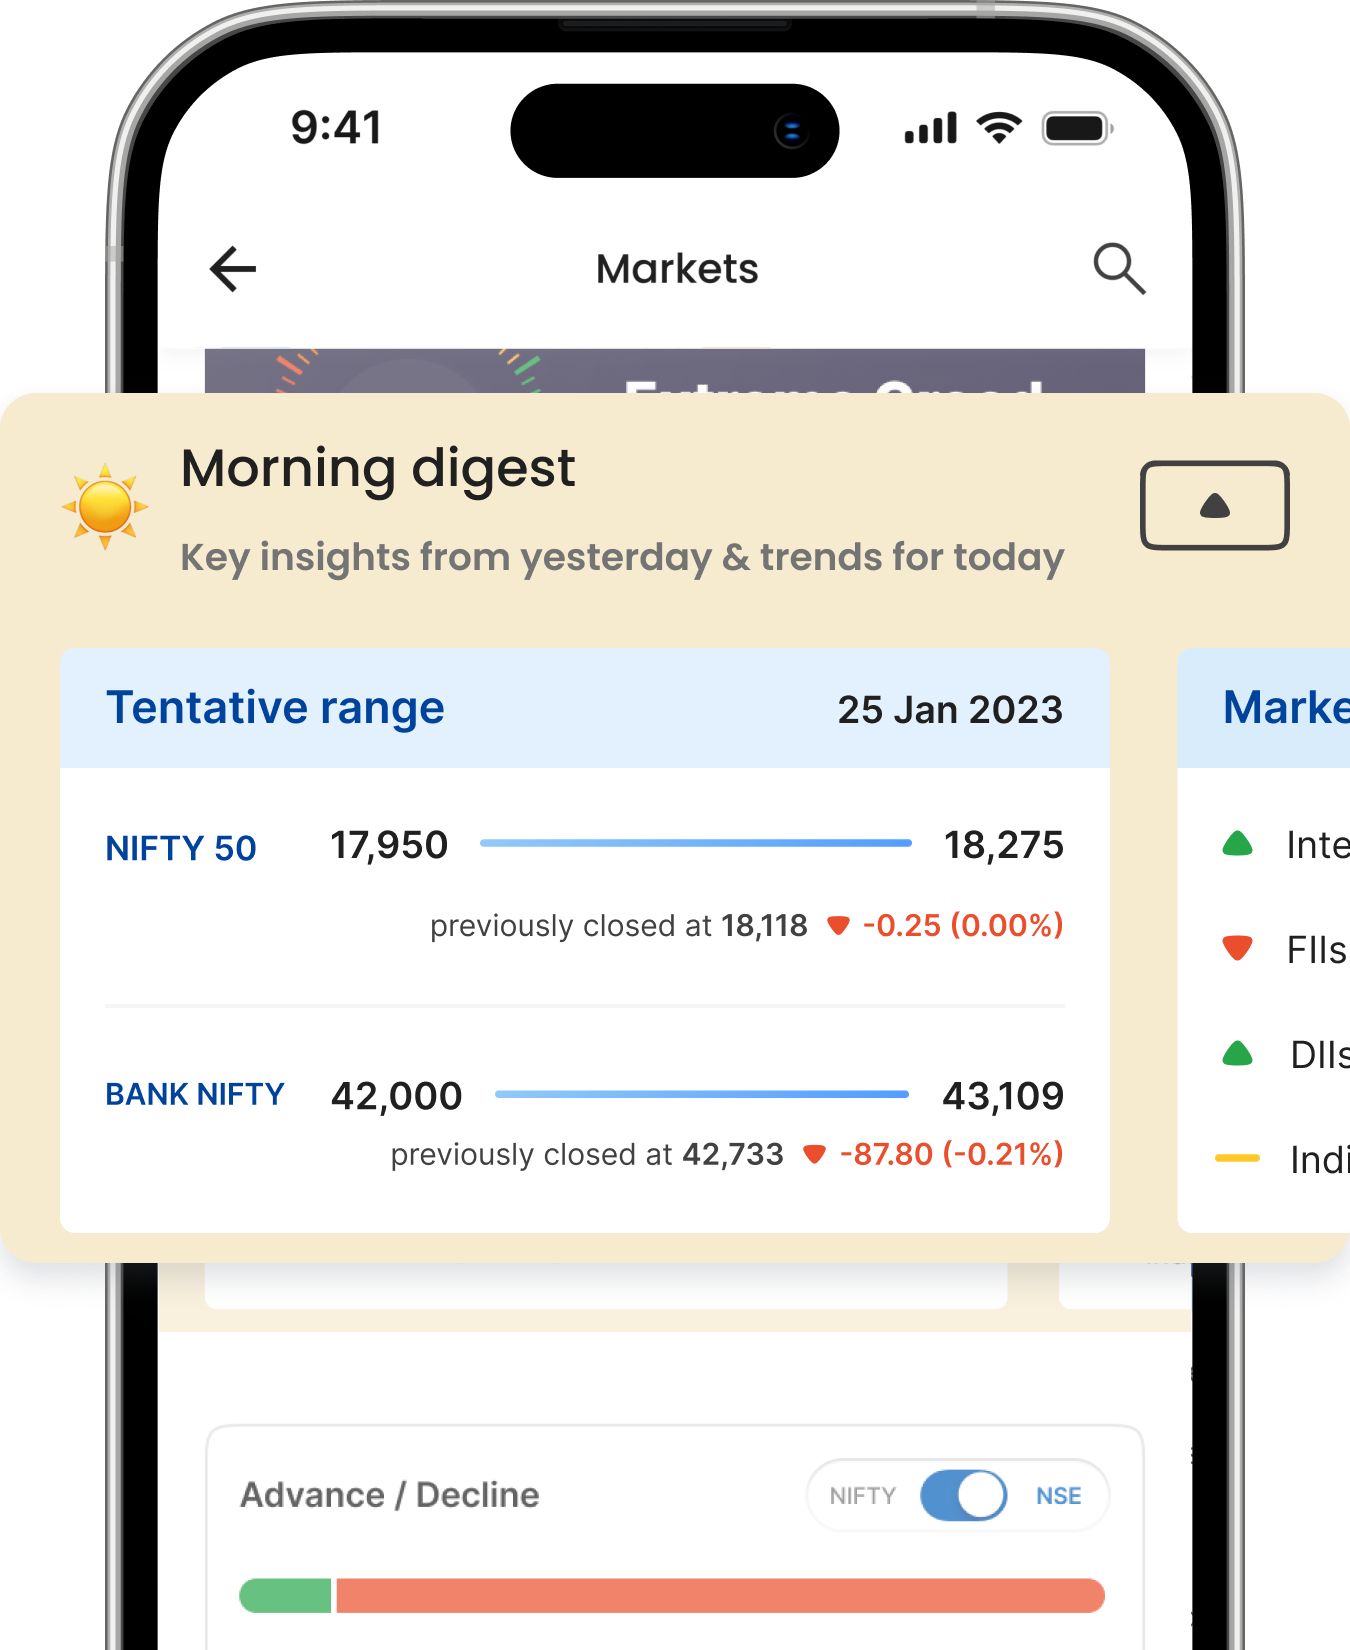 9:41
Markets
Extreme Greed
Morning digest
Key insights from yesterday & trends for today
Tentative range
25 Jan 2023
NIFTY 50
17,950
18,275
previously closed at 18,118 -0.25 (0.00%)
BANK NIFTY
42,000
43,109
previously closed at 42,733 -87.80 (-0.21%)
Marke
Inte
FIIs
DIIs
Indi
Advance / Decline
NIFTY
NSE